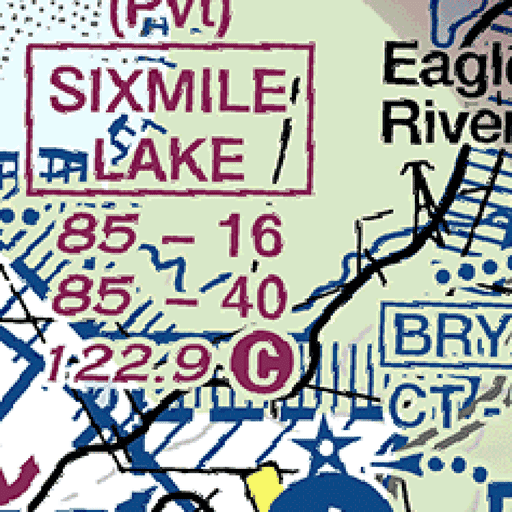 (Pvt)
SIXMILE
LAKE
Eagle
River
85 – 16
85 – 40
122.9 C
BRY
CT –